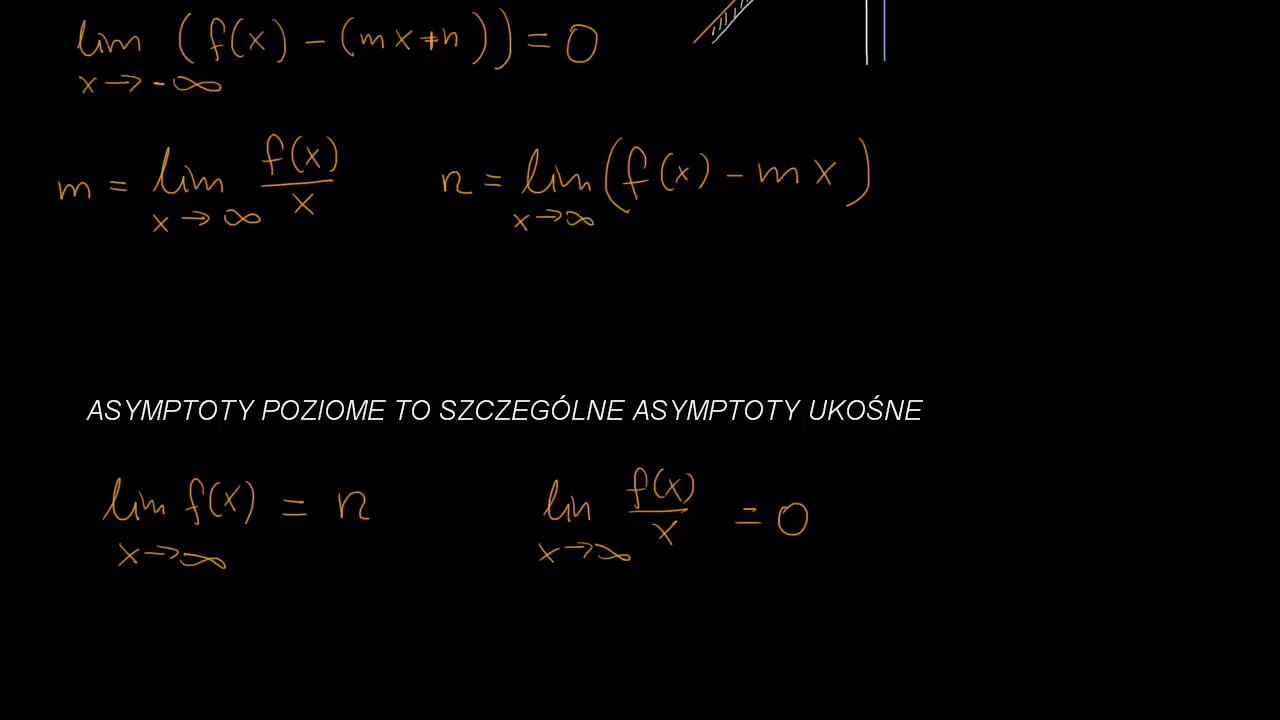 lim (f(x) - (mx+n)) = 0
x → -∞
m = lim f(x)/x n = lim (f(x) - mx)
x → ∞ x → ∞
ASYMPTOTY POZIOME TO SZCZEGÓLNE ASYMPTOTY UKOŚNE
lim f(x) = n lim f(x)/x = 0
x → ∞ x → ∞